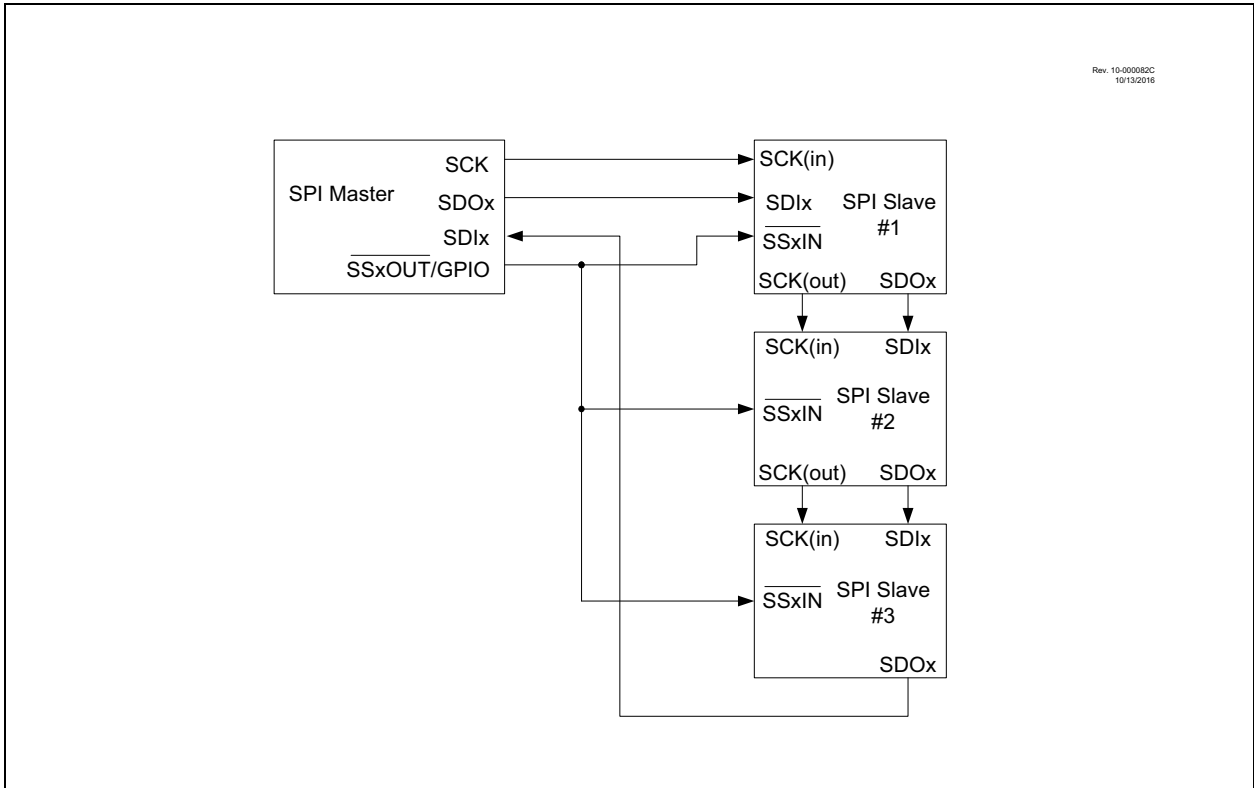 Rev. 10-000082C
10/13/2016
SPI Master
SCK
SDOx
SDIx
SSxOUT/GPIO
SCK(in)
SDIx
SSxIN
SPI Slave
#1
SCK(out)
SDOx
SCK(in)
SDIx
SSxIN
SPI Slave
#2
SCK(out)
SDOx
SCK(in)
SDIx
SSxIN
SPI Slave
#3
SDOx